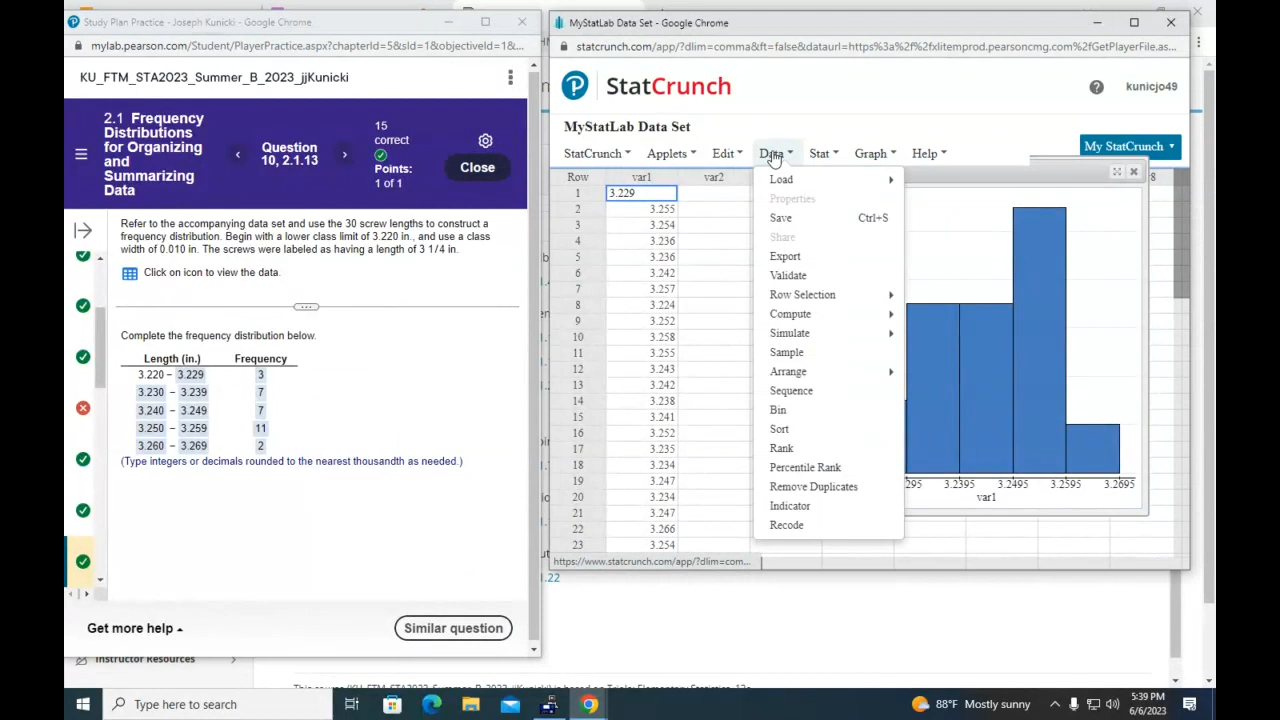 Study Plan Practice - Joseph Kunicki - Google Chrome
mylab.pearson.com/Student/PlayerPractice.aspx?chapterId=5&sId=1&objectiveId=1&...
KU_FTM_STA2023_Summer_B_2023_jjKunicki
2.1 Frequency
Distributions
for Organizing
and
Summarizing
Data
Question
10, 2.1.13
15
correct
Points:
1 of 1
Close
Refer to the accompanying data set and use the 30 screw lengths to construct a
frequency distribution. Begin with a lower class limit of 3.220 in., and use a class
width of 0.010 in. The screws were labeled as having a length of 3 1/4 in.
Click on icon to view the data.
Complete the frequency distribution below.
Length (in.) Frequency
3.220 – 3.229 3
3.230 – 3.239 7
3.240 – 3.249 7
3.250 – 3.259 11
3.260 – 3.269 2
(Type integers or decimals rounded to the nearest thousandth as needed.)
Get more help
Similar question
MyStatLab Data Set - Google Chrome
statcrunch.com/app/?dlim=comma&ft=false&dataurl=https%3a%2f%2fxlitemprod.pearsoncmg.com%2fGetPlayerFile.as...
StatCrunch
kunicjo49
MyStatLab Data Set
StatCrunch Applets Edit Data Stat Graph Help
My StatCrunch
Row var1 var2 8
1 3.229
2 3.255
3 3.254
4 3.236
5 3.236
6 3.242
7 3.257
8 3.224
9 3.252
10 3.258
11 3.255
12 3.243
13 3.242
14 3.238
15 3.241
16 3.252
17 3.235
18 3.234
19 3.247
20 3.234
21 3.247
22 3.266
23 3.254
Load
Properties
Save Ctrl+S
Share
Export
Validate
Row Selection
Compute
Simulate
Sample
Arrange
Sequence
Bin
Sort
Rank
Percentile Rank
Remove Duplicates
Indicator
Recode
295 3.2395 3.2495 3.2595 3.2695
var1
https://www.statcrunch.com/app/?dlim=com...
1.22
Instructor Resources
Type here to search
88°F Mostly sunny
5:39 PM
6/6/2023